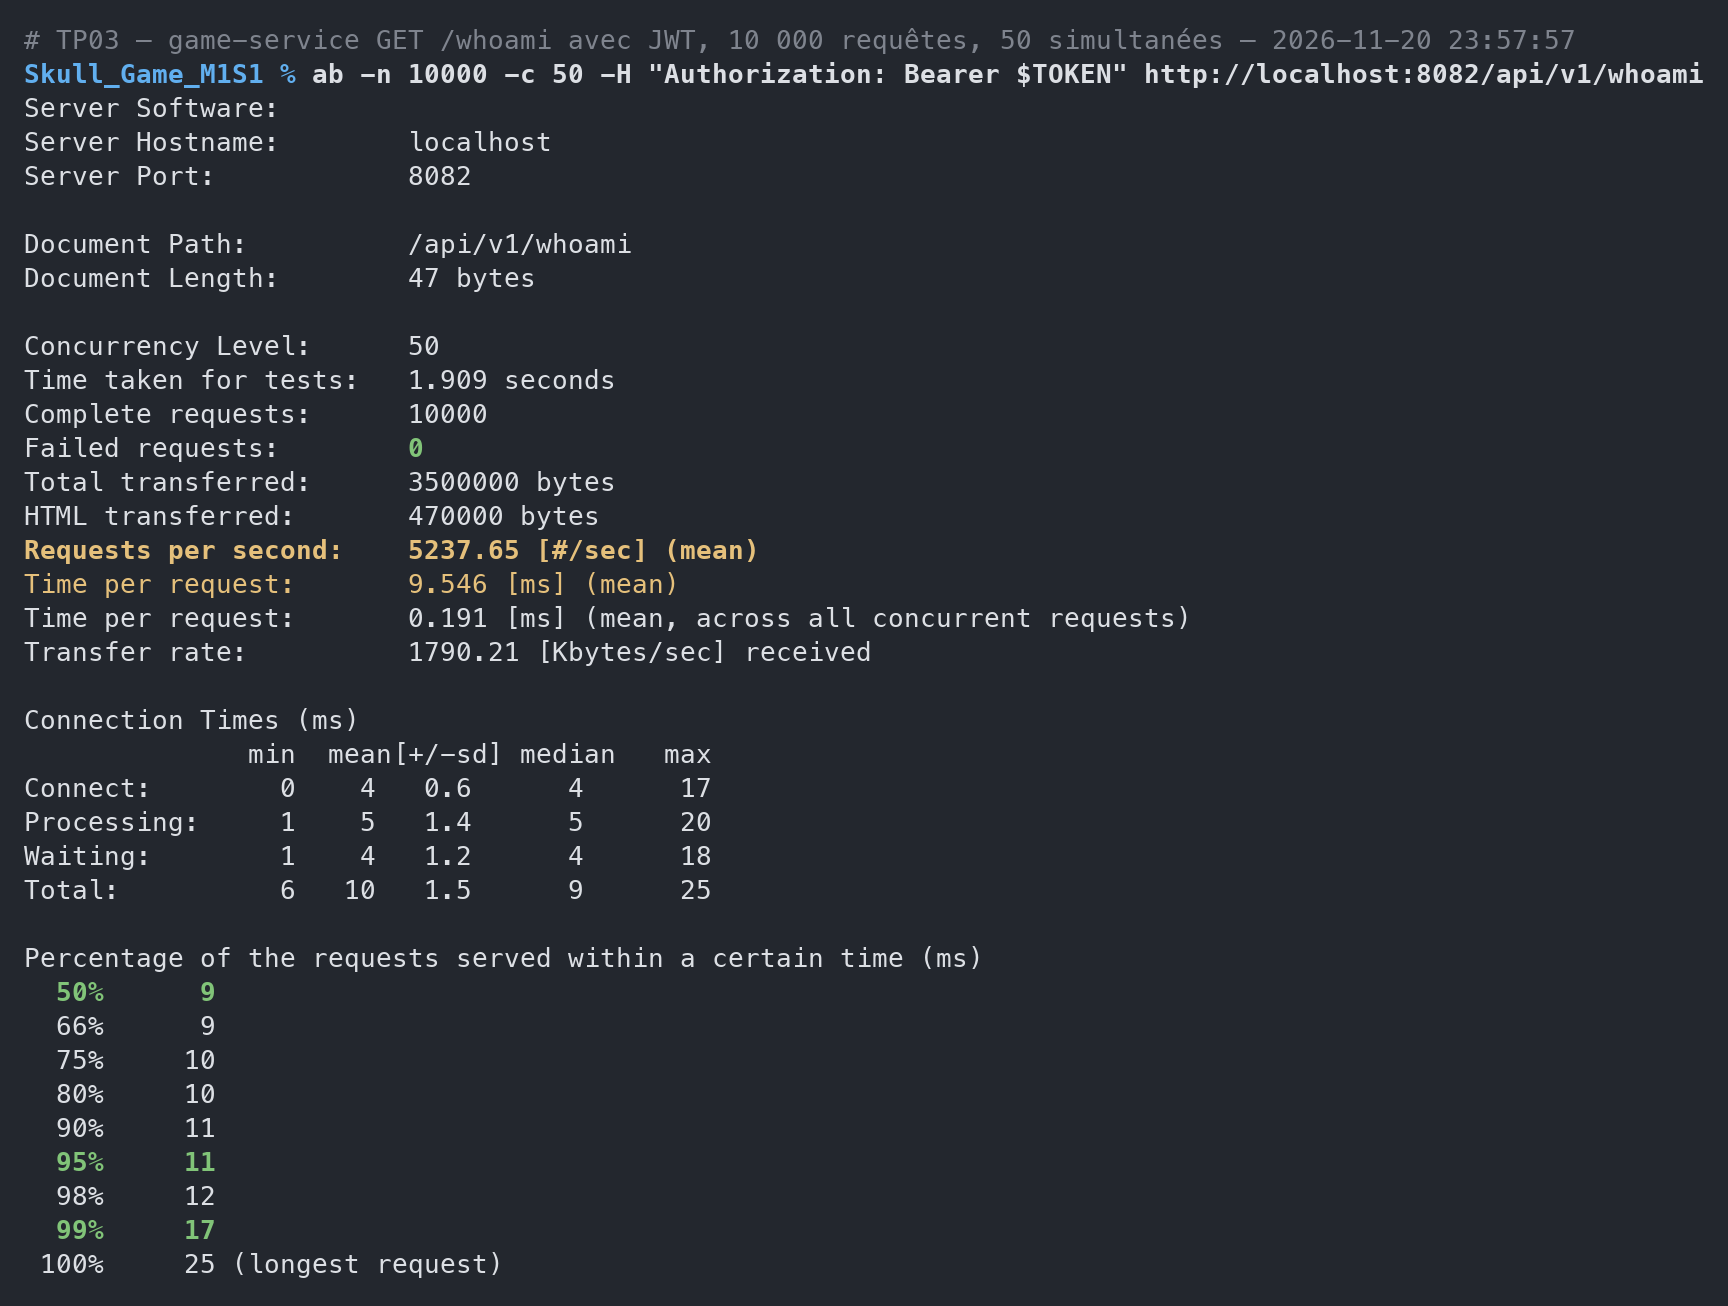 # TP03 — game-service GET /whoami avec JWT, 10 000 requêtes, 50 simultanées — 2026-11-20 23:57:57
Skull_Game_M1S1 % ab -n 10000 -c 50 -H "Authorization: Bearer $TOKEN" http://localhost:8082/api/v1/whoami
Server Software:
Server Hostname:        localhost
Server Port:            8082

Document Path:          /api/v1/whoami
Document Length:        47 bytes

Concurrency Level:      50
Time taken for tests:   1.909 seconds
Complete requests:      10000
Failed requests:        0
Total transferred:      3500000 bytes
HTML transferred:       470000 bytes
Requests per second:    5237.65 [#/sec] (mean)
Time per request:       9.546 [ms] (mean)
Time per request:       0.191 [ms] (mean, across all concurrent requests)
Transfer rate:          1790.21 [Kbytes/sec] received

Connection Times (ms)
              min  mean[+/-sd] median   max
Connect:        0    4   0.6      4      17
Processing:     1    5   1.4      5      20
Waiting:        1    4   1.2      4      18
Total:          6   10   1.5      9      25

Percentage of the requests served within a certain time (ms)
  50%      9
  66%      9
  75%     10
  80%     10
  90%     11
  95%     11
  98%     12
  99%     17
 100%     25 (longest request)